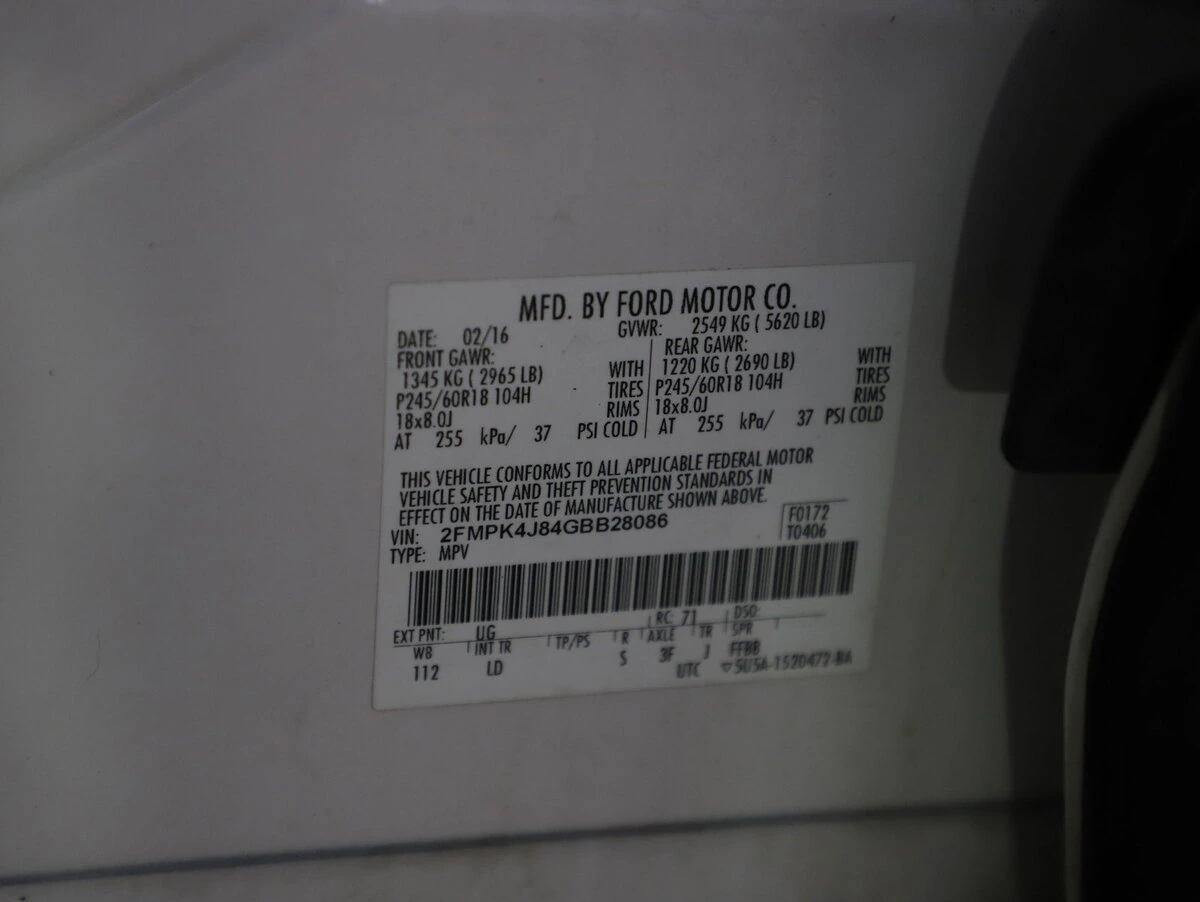 MFD. BY FORD MOTOR CO.
DATE: 02/16 GVWR: 2549 KG ( 5620 LB)
FRONT GAWR: REAR GAWR:
1345 KG ( 2965 LB) WITH 1220 KG ( 2690 LB) WITH
P245/60R18 104H TIRES P245/60R18 104H TIRES
18x8.0J RIMS 18x8.0J RIMS
AT 255 kPa/ 37 PSI COLD AT 255 kPa/ 37 PSI COLD
THIS VEHICLE CONFORMS TO ALL APPLICABLE FEDERAL MOTOR
VEHICLE SAFETY AND THEFT PREVENTION STANDARDS IN
EFFECT ON THE DATE OF MANUFACTURE SHOWN ABOVE.
VIN: 2FMPK4J84GBB28086 F0172
TYPE: MPV T0406
EXT PNT: UG RC: 71 DSO:
WB INT TR TP/PS R AXLE TR SPR
112 LD S 3F J FFBB
UTC 5U5A-1520472-BA